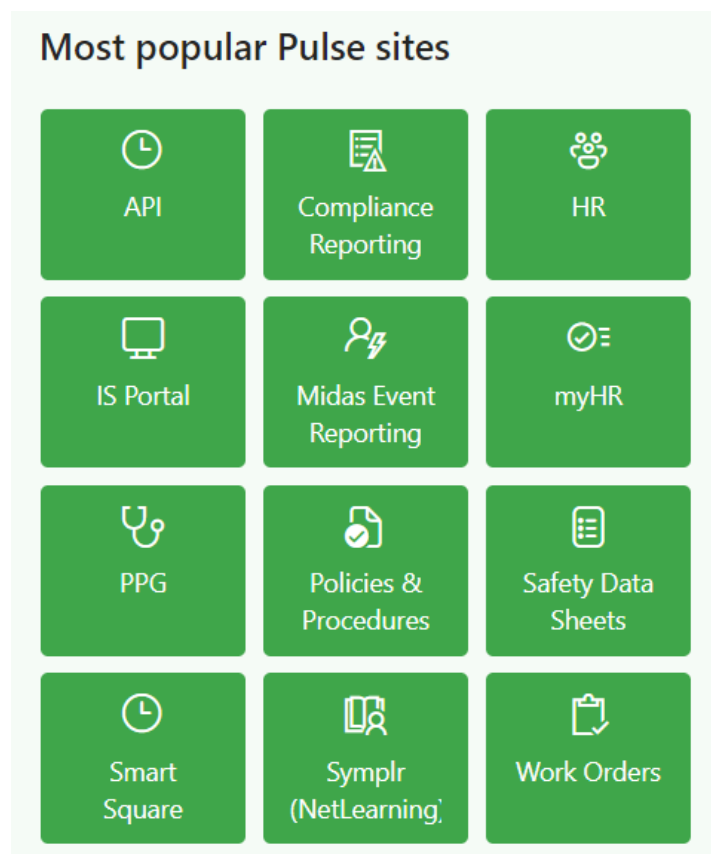 Most popular Pulse sites
API
Compliance
Reporting
HR
IS Portal
Midas Event
Reporting
myHR
PPG
Policies &
Procedures
Safety Data
Sheets
Smart
Square
Symplr
(NetLearning)
Work Orders